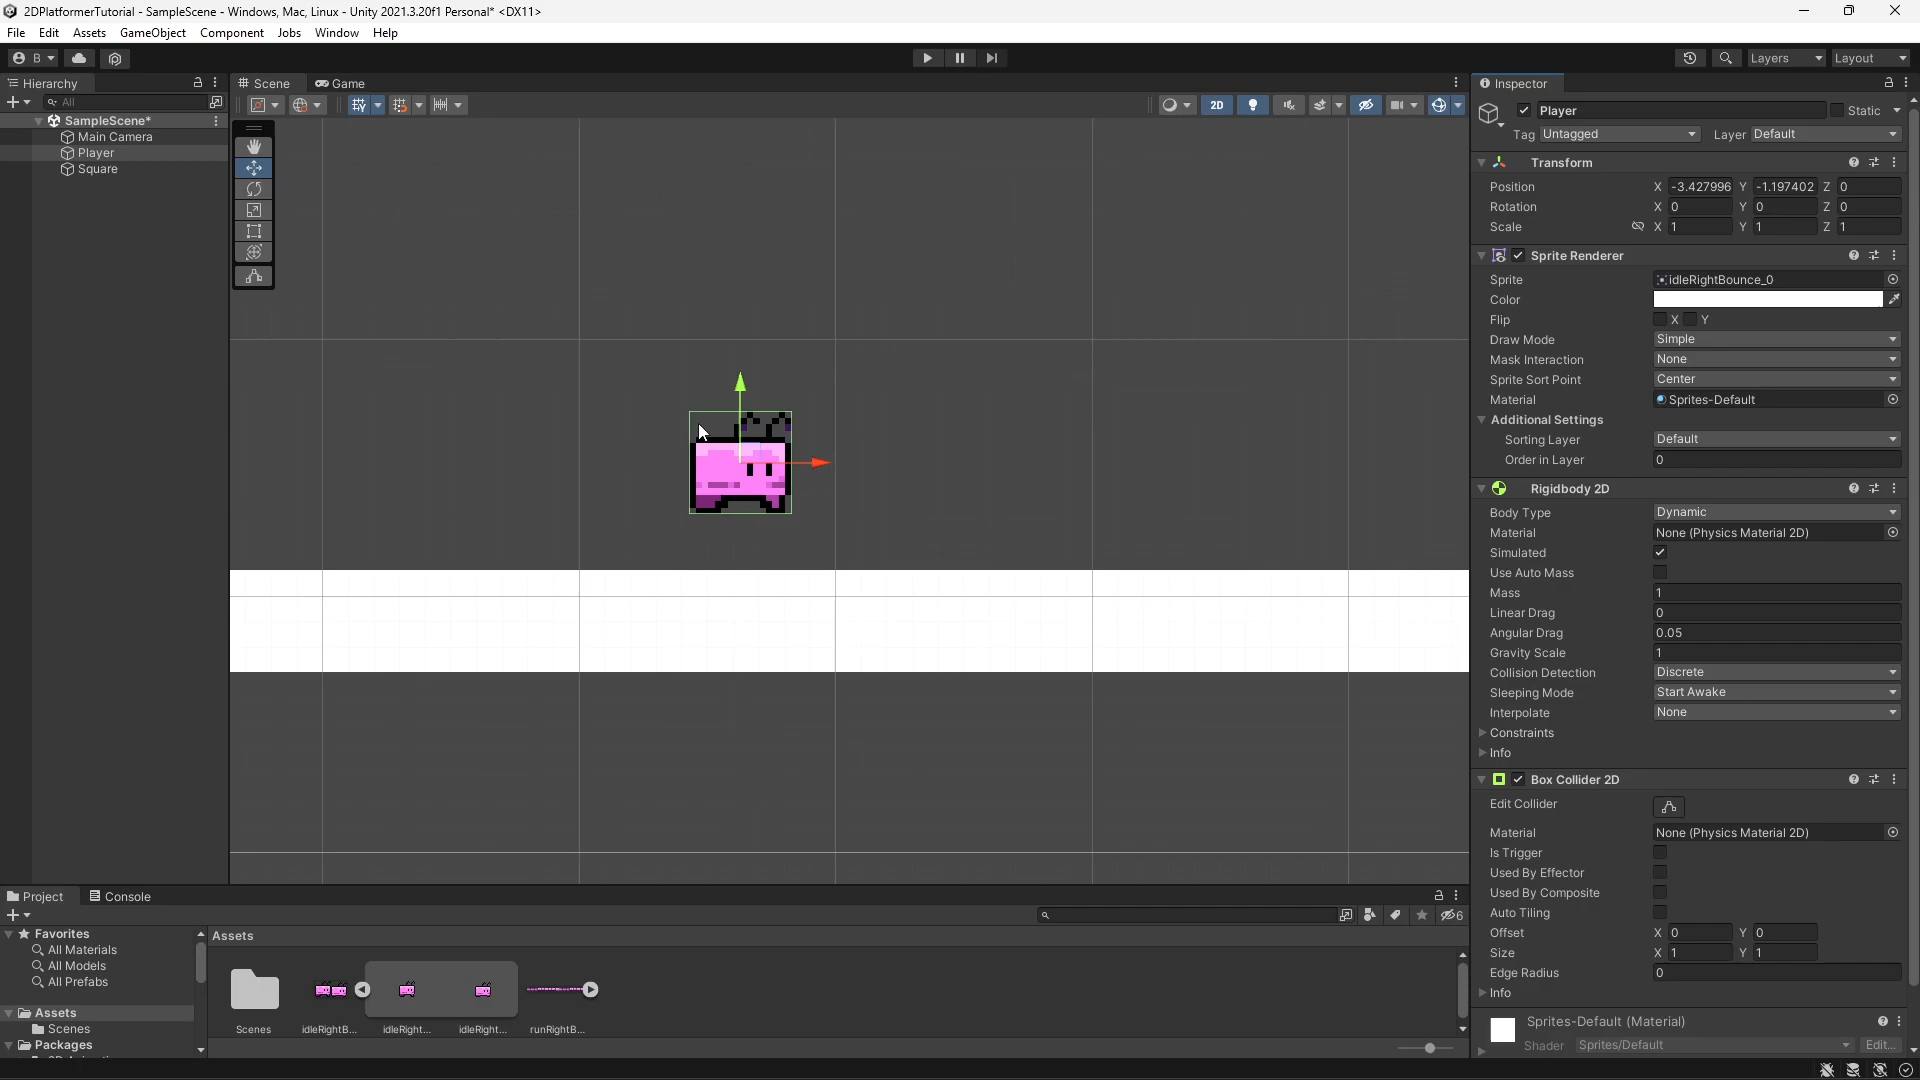 2DPlatformerTutorial - SampleScene - Windows, Mac, Linux - Unity 2021.3.20f1 Personal* <DX11>
File Edit Assets GameObject Component Jobs Window Help
B Layers Layout
Hierarchy
All
SampleScene*
Main Camera
Player
Square
Scene Game
2D
Inspector
Player Static
Tag Untagged Layer Default
Transform
Position X -3.427996 Y -1.197402 Z 0
Rotation X 0 Y 0 Z 0
Scale X 1 Y 1 Z 1
Sprite Renderer
Sprite idleRightBounce_0
Color
Flip X Y
Draw Mode Simple
Mask Interaction None
Sprite Sort Point Center
Material Sprites-Default
Additional Settings
Sorting Layer Default
Order in Layer 0
Rigidbody 2D
Body Type Dynamic
Material None (Physics Material 2D)
Simulated
Use Auto Mass
Mass 1
Linear Drag 0
Angular Drag 0.05
Gravity Scale 1
Collision Detection Discrete
Sleeping Mode Start Awake
Interpolate None
Constraints
Info
Box Collider 2D
Edit Collider
Material None (Physics Material 2D)
Is Trigger
Used By Effector
Used By Composite
Auto Tiling
Offset X 0 Y 0
Size X 1 Y 1
Edge Radius 0
Info
Sprites-Default (Material)
Shader Sprites/Default Edit...
Project Console
6
Favorites
All Materials
All Models
All Prefabs
Assets
Scenes
Packages
Assets
Scenes idleRightB... idleRight... idleRight... runRightB...